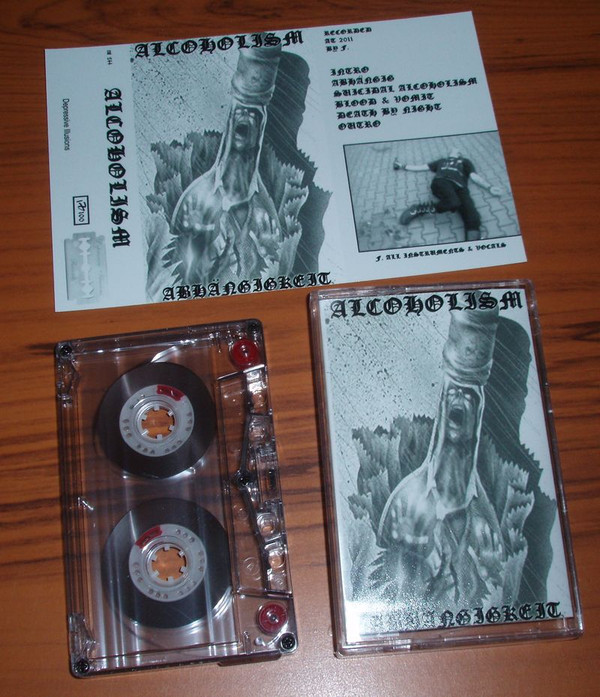 ALCOHOLISM
RECORDED
AT 2011
BY F.
INTRO
ABHÄNGIG
SUICIDAL ALCOHOLISM
BLOOD & VOMIT
DEATH BY NIGHT
OUTRO
F. ALL INSTRUMENTS & VOCALS
ABHÄNGIGKEIT
ALCOHOLISM
Depressive Illusions
/100
ALCOHOLISM
ABHÄNGIGKEIT